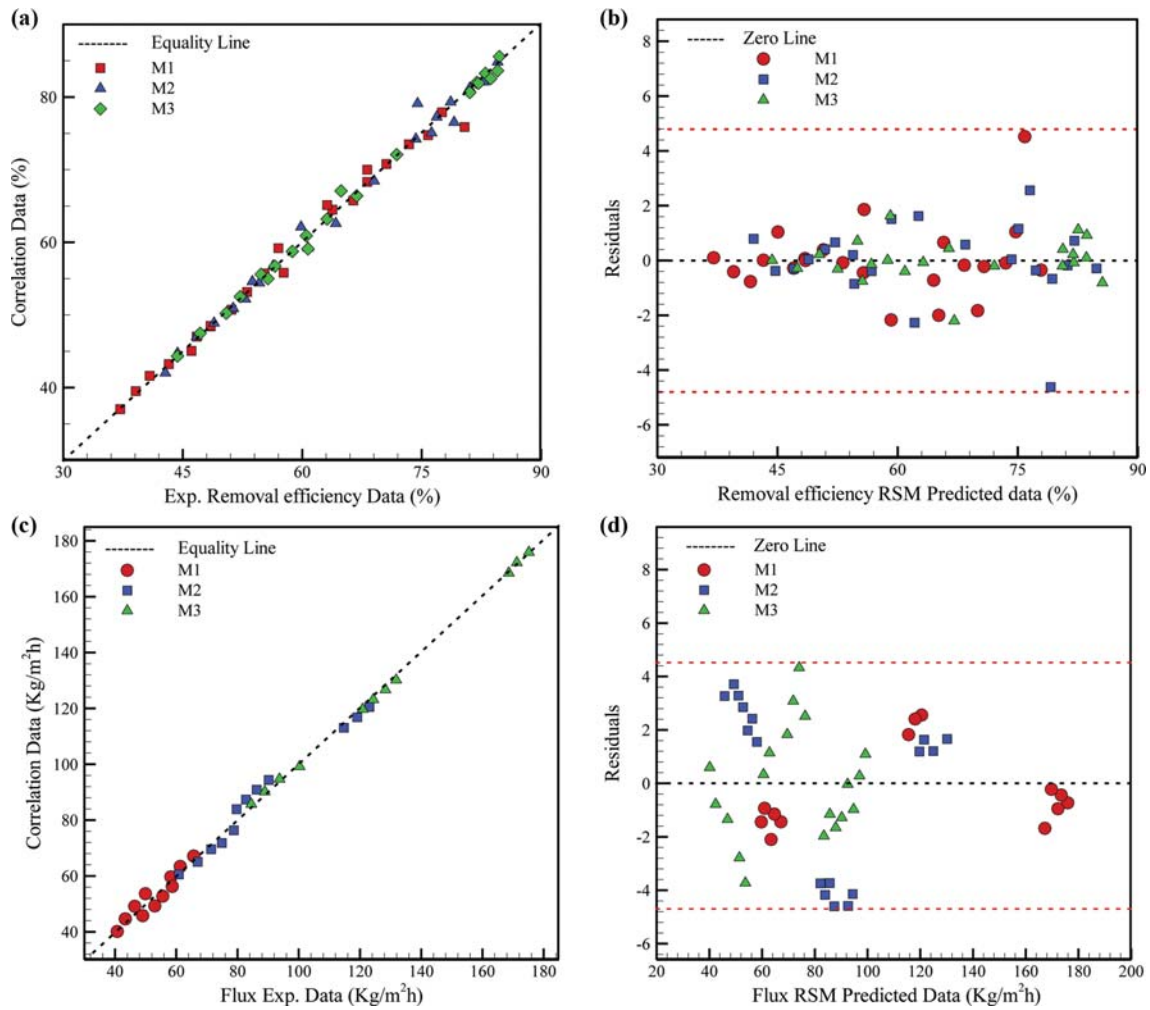 (a)
Equality Line
M1
M2
M3
80
60
40
30 45 60 75 90
Correlation Data (%)
Exp. Removal efficiency Data (%)
(b)
Zero Line
M1
M2
M3
8
6
4
2
0
-2
-4
-6
30 45 60 75 90
Residuals
Removal efficiency RSM Predicted data (%)
(c)
Equality Line
M1
M2
M3
180
160
140
120
100
80
60
40
40 60 80 100 120 140 160 180
Correlation Data (Kg/m²h)
Flux Exp. Data (Kg/m²h)
(d)
Zero Line
M1
M2
M3
8
6
4
2
0
-2
-4
-6
20 40 60 80 100 120 140 160 180 200
Residuals
Flux RSM Predicted Data (Kg/m²h)